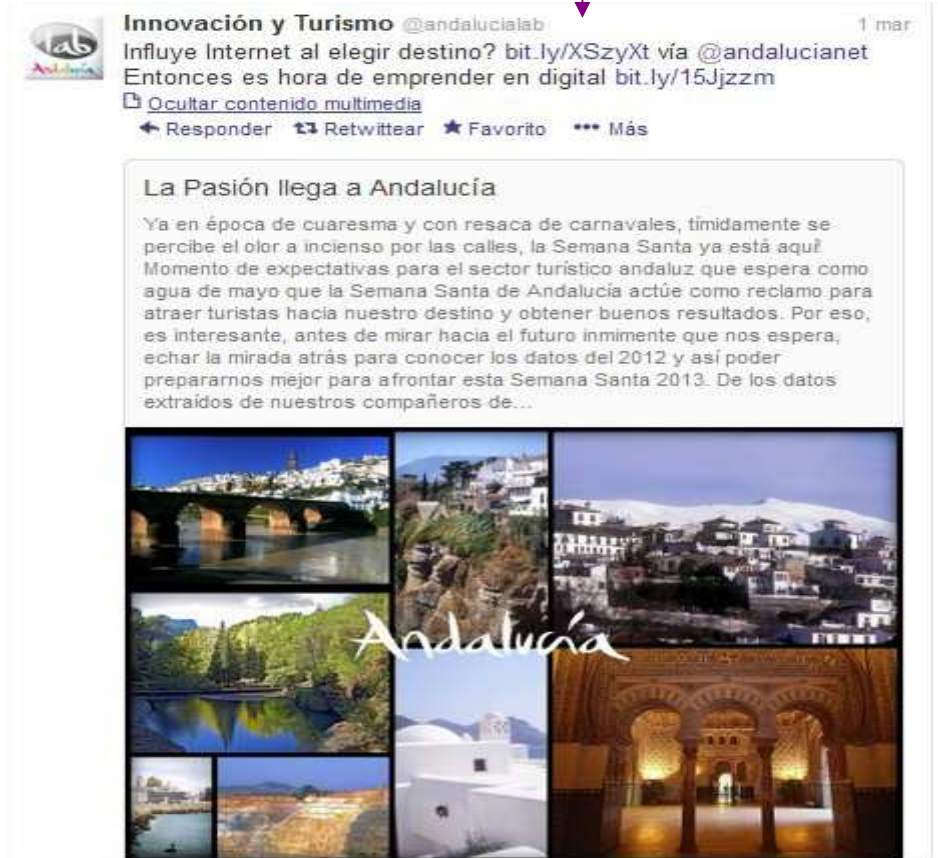 lab
Andalucía
Innovación y Turismo @andalucialab 1 mar
Influye Internet al elegir destino? bit.ly/XSzyXt vía @andalucianet
Entonces es hora de emprender en digital bit.ly/15Jjzzm
Ocultar contenido multimedia
Responder Retwittear Favorito ••• Más
La Pasión llega a Andalucía
Ya en época de cuaresma y con resaca de carnavales, tímidamente se
percibe el olor a incienso por las calles, la Semana Santa ya está aquí!
Momento de expectativas para el sector turístico andaluz que espera como
agua de mayo que la Semana Santa de Andalucía actúe como reclamo para
atraer turistas hacia nuestro destino y obtener buenos resultados. Por eso,
es interesante, antes de mirar hacia el futuro inmimente que nos espera,
echar la mirada atrás para conocer los datos del 2012 y así poder
prepararnos mejor para afrontar esta Semana Santa 2013. De los datos
extraídos de nuestros compañeros de...
Andalucía